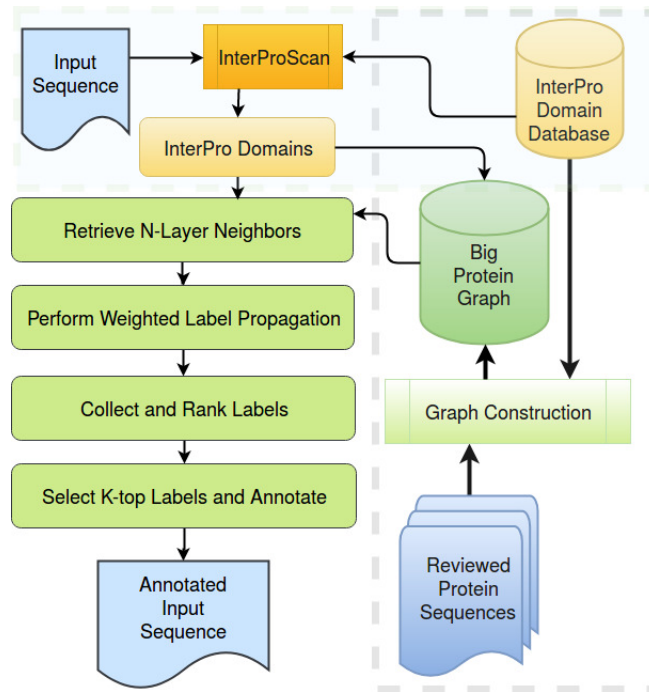 Input
Sequence
InterProScan
InterPro
Domain
Database
InterPro Domains
Retrieve N-Layer Neighbors
Big
Protein
Graph
Perform Weighted Label Propagation
Collect and Rank Labels
Graph Construction
Select K-top Labels and Annotate
Annotated
Input
Sequence
Reviewed
Protein
Sequences